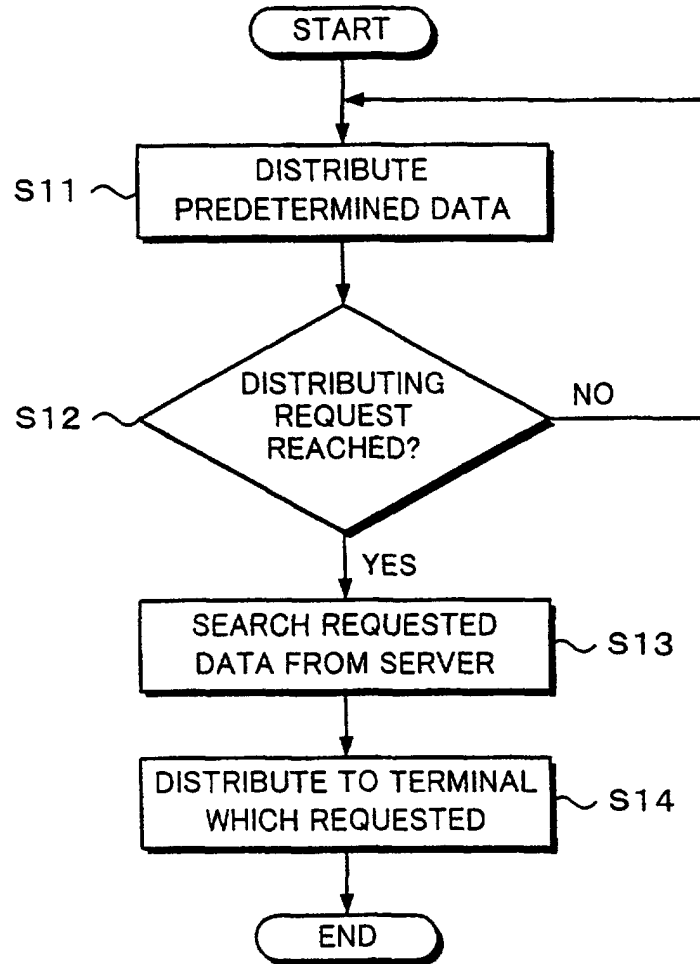 START
S11
DISTRIBUTE
PREDETERMINED DATA
S12
DISTRIBUTING
REQUEST
REACHED?
NO
YES
SEARCH REQUESTED
DATA FROM SERVER
S13
DISTRIBUTE TO TERMINAL
WHICH REQUESTED
S14
END